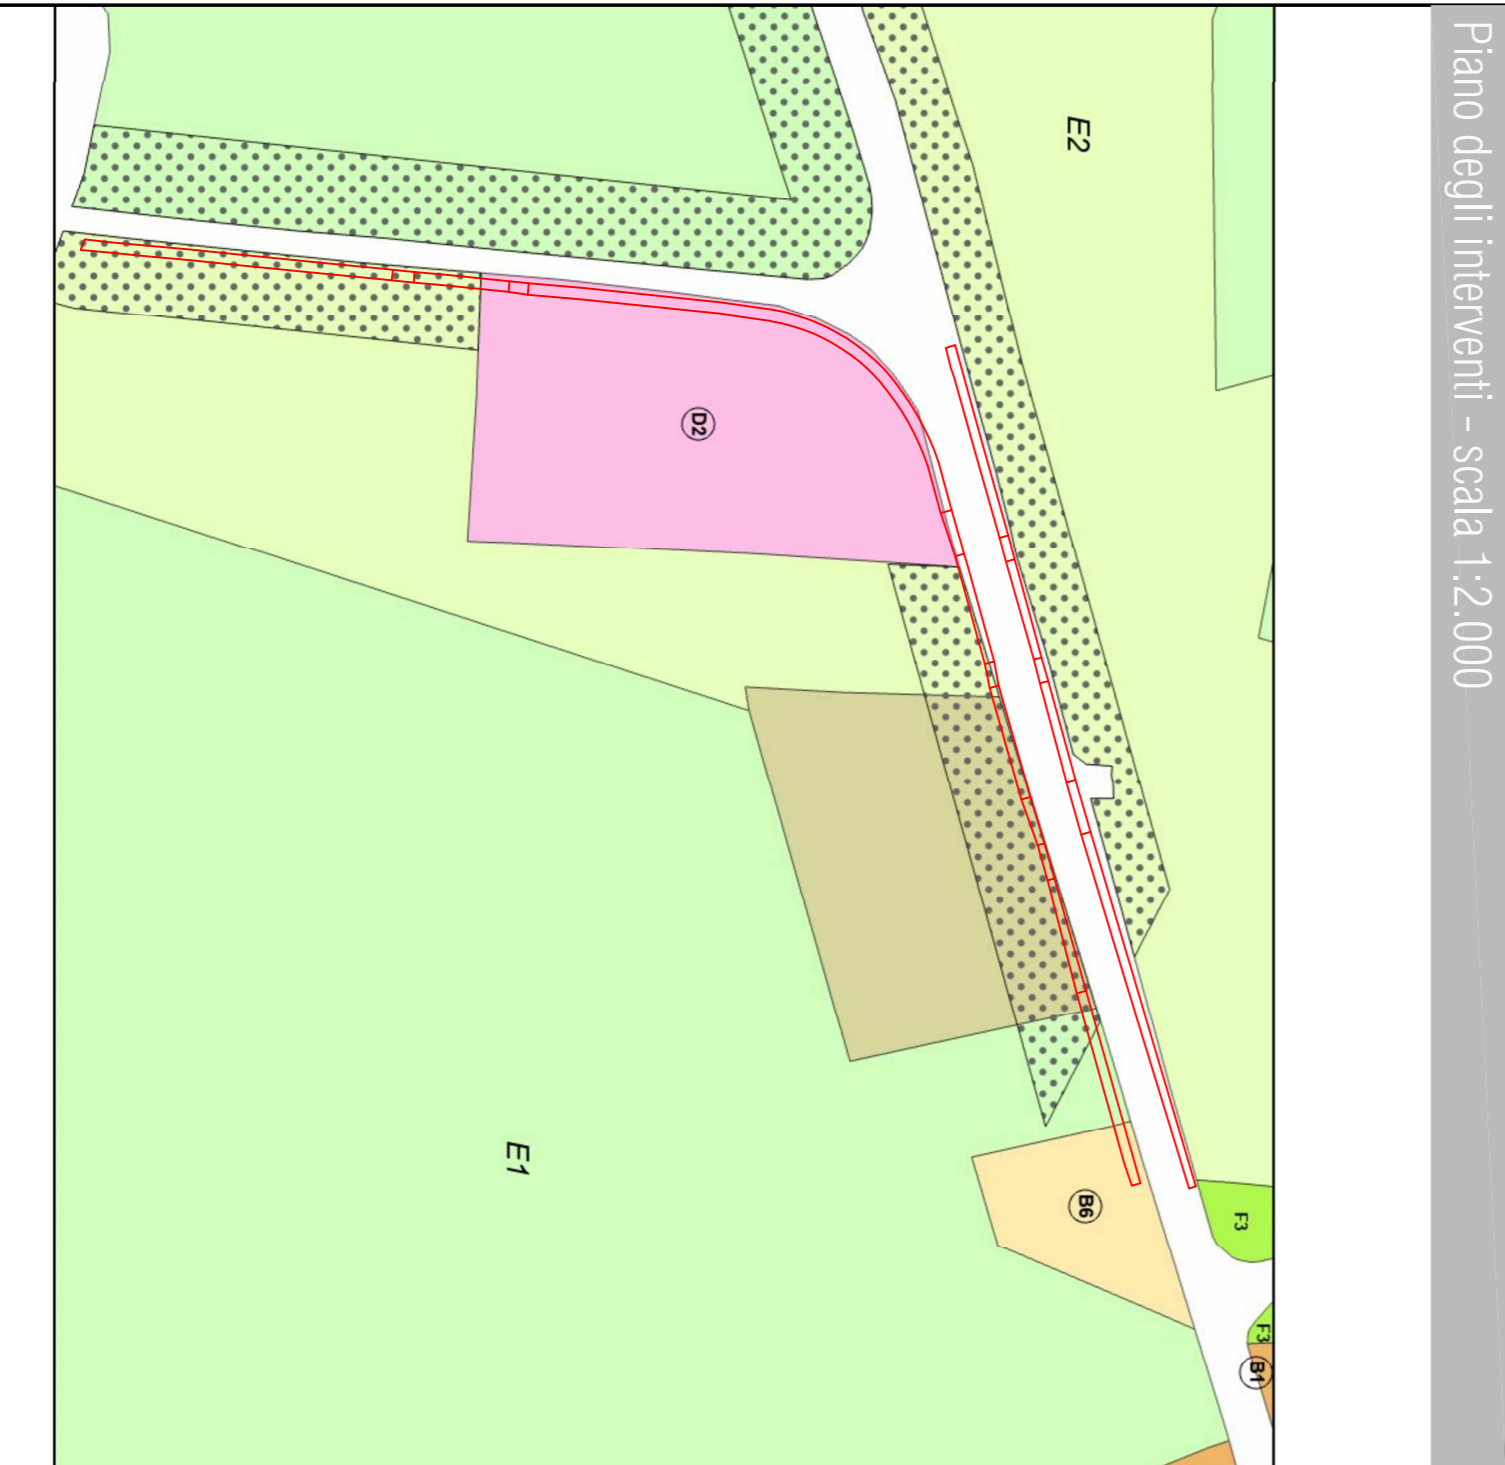 Piano degli interventi - scala 1:2.000
E2
D2
E1
B6
F3
F3
B1